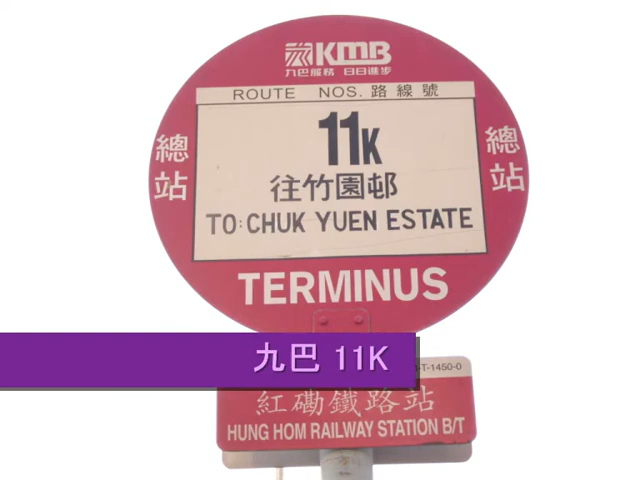 KMB
九巴服務 日日進步
ROUTE NOS. 路線號
11K
往竹園邨
TO: CHUK YUEN ESTATE
總站
總站
TERMINUS
九巴 11K
-T-1450-0
紅磡鐵路站
HUNG HOM RAILWAY STATION B/T